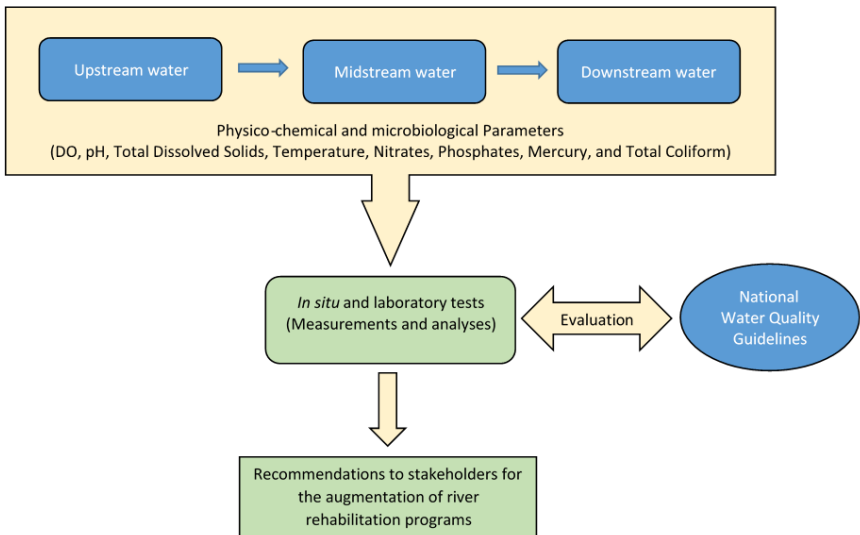 Upstream water
Midstream water
Downstream water
Physico-chemical and microbiological Parameters
(DO, pH, Total Dissolved Solids, Temperature, Nitrates, Phosphates, Mercury, and Total Coliform)
In situ and laboratory tests
(Measurements and analyses)
Evaluation
National
Water Quality
Guidelines
Recommendations to stakeholders for
the augmentation of river
rehabilitation programs